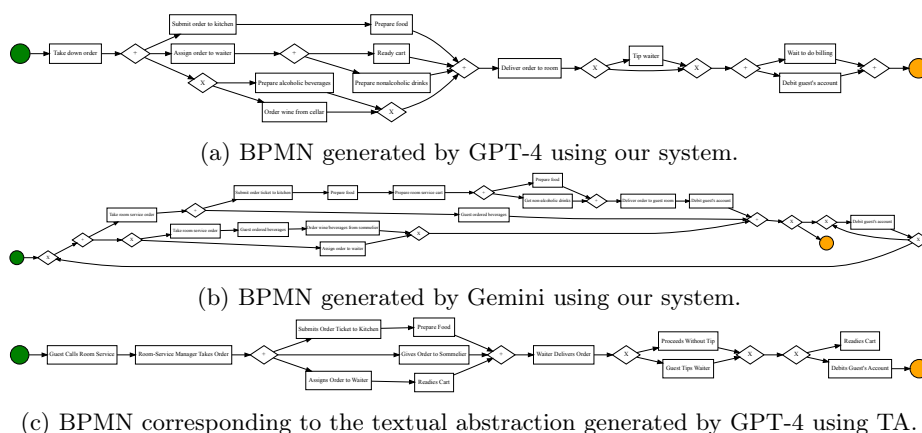 Submit order to kitchen
Prepare food
Take down order
+
Assign order to waiter
+
Ready cart
+
Deliver order to room
X
Tip waiter
X
+
Wait to do billing
Debit guest's account
+
X
Prepare alcoholic beverages
Prepare nonalcoholic drinks
Order wine from cellar
X
(a) BPMN generated by GPT-4 using our system.
Submit order ticket to kitchen
Prepare food
Prepare room service cart
+
Prepare food
Get non-alcoholic drinks
+
Deliver order to guest room
Debit guest's account
Take room service order
+
Guest ordered beverages
+
X
X
Debit guest's account
X
+
X
Take room service order
Guest ordered beverages
Order wine/beverages from sommelier
Assign order to waiter
X
X
(b) BPMN generated by Gemini using our system.
Submits Order Ticket to Kitchen
Prepare Food
Guest Calls Room Service
Room-Service Manager Takes Order
+
Gives Order to Sommelier
+
Assigns Order to Waiter
Readies Cart
Waiter Delivers Order
X
Proceeds Without Tip
Guest Tips Waiter
X
X
Readies Cart
Debits Guest's Account
(c) BPMN corresponding to the textual abstraction generated by GPT-4 using TA.